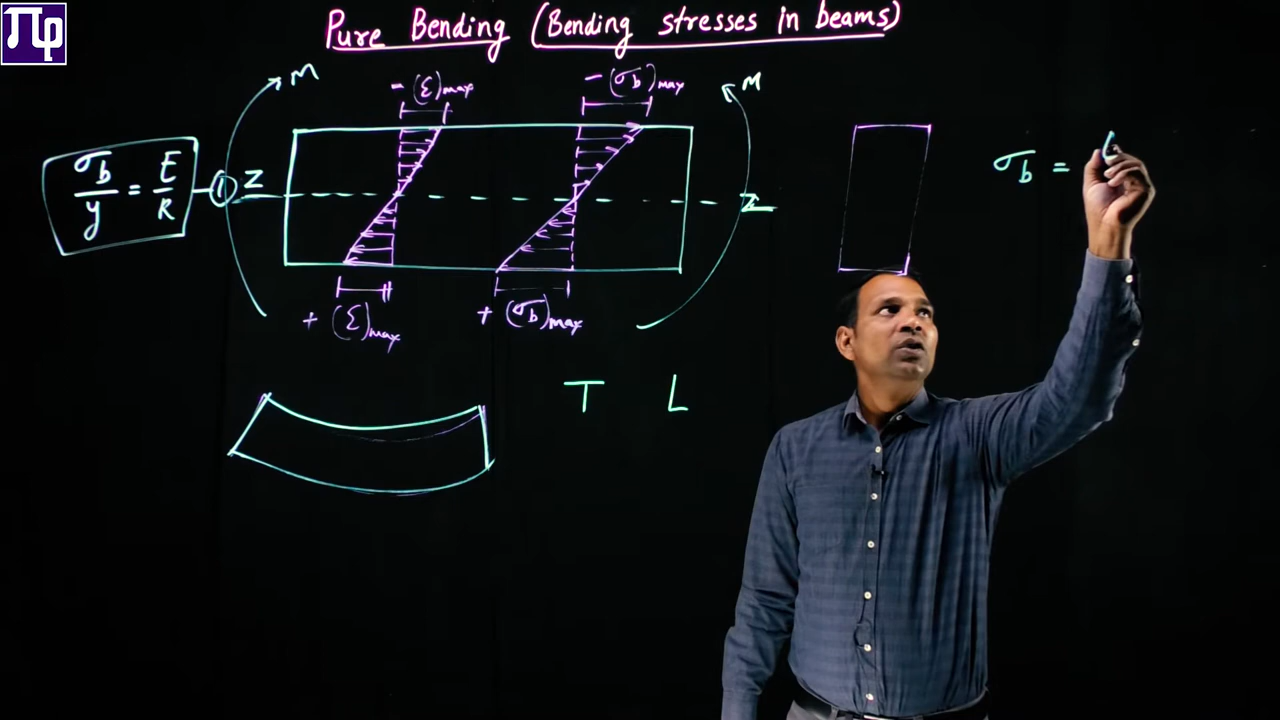 πφ
Pure Bending (Bending stresses in beams)
M
- (ε)max
- (σb)max
M
σb/y = E/R - ①
Z
Z
σb =
+ (ε)max
+ (σb)max
T L